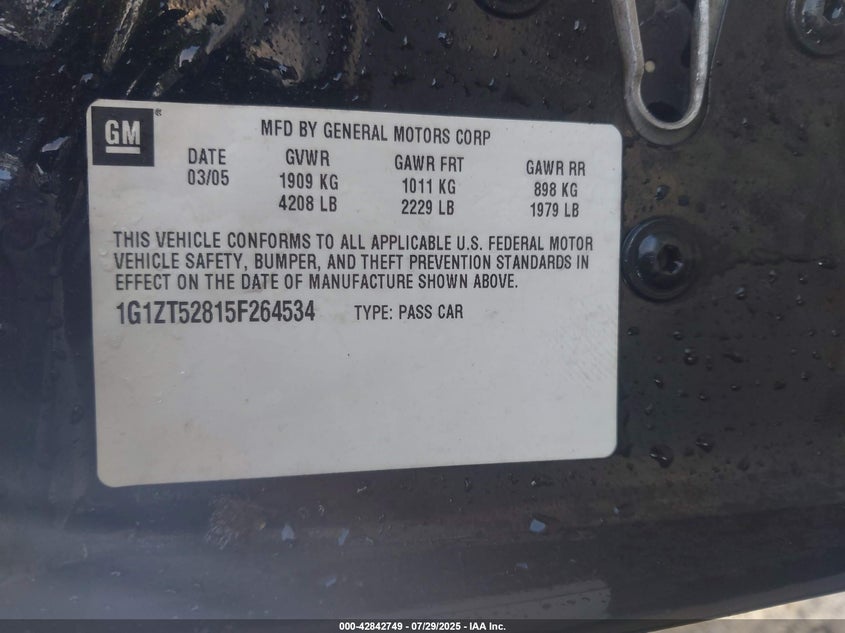 GM®
MFD BY GENERAL MOTORS CORP
DATE GVWR GAWR FRT GAWR RR
03/05 1909 KG 1011 KG 898 KG
4208 LB 2229 LB 1979 LB
THIS VEHICLE CONFORMS TO ALL APPLICABLE U.S. FEDERAL MOTOR
VEHICLE SAFETY, BUMPER, AND THEFT PREVENTION STANDARDS IN
EFFECT ON THE DATE OF MANUFACTURE SHOWN ABOVE.
1G1ZT52815F264534 TYPE: PASS CAR
000-42842749 - 07/29/2025 - IAA Inc.